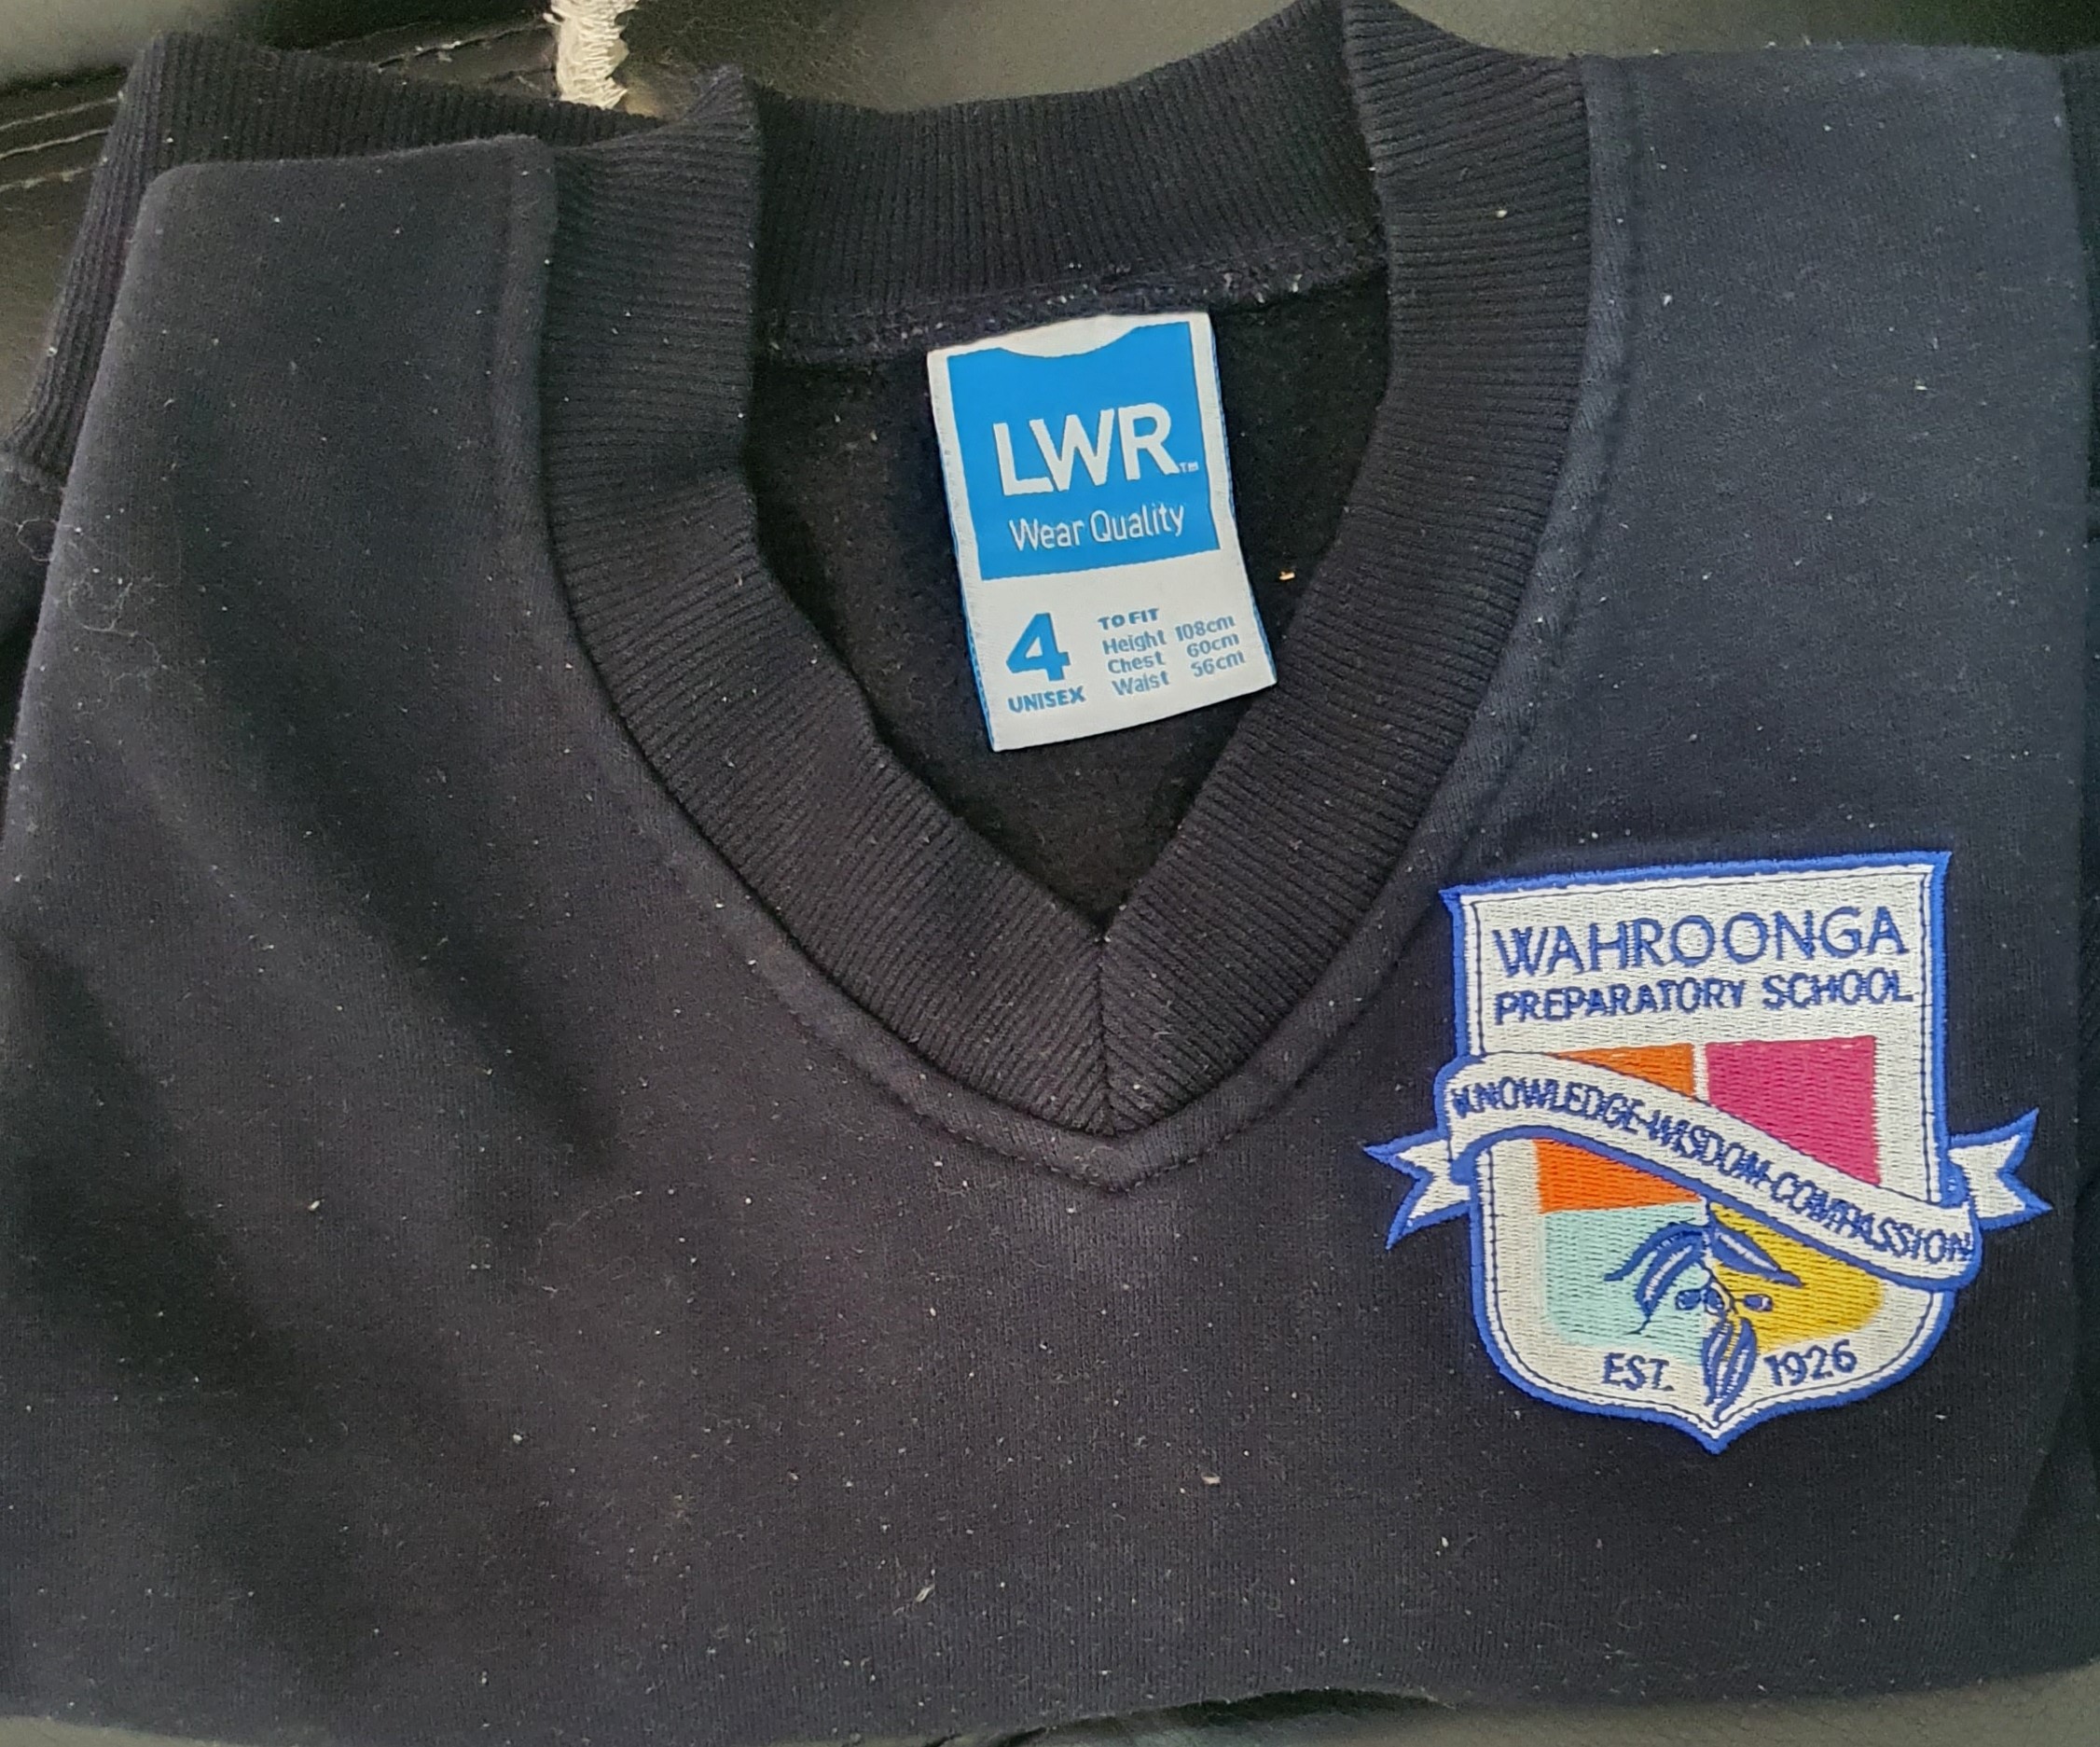 LWR™
Wear Quality
4
UNISEX
TO FIT
Height 108cm
Chest 60cm
Waist 56cm
WAHROONGA
PREPARATORY SCHOOL
KNOWLEDGE-WISDOM-COMPASSION
EST. 1926